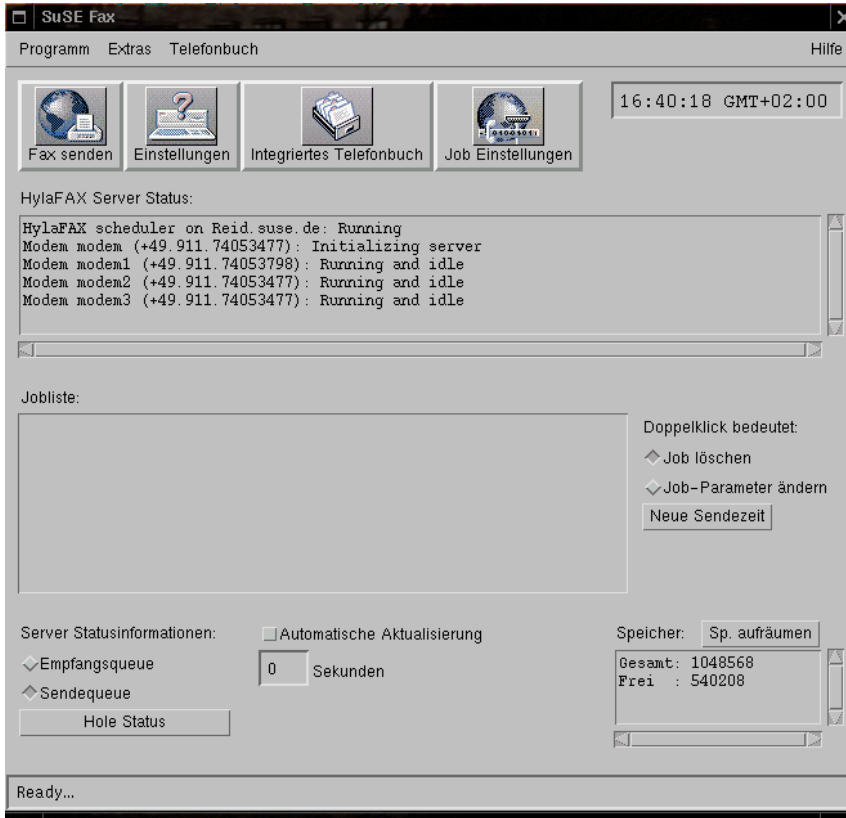 SuSE Fax
Programm Extras Telefonbuch Hilfe
Fax senden Einstellungen Integriertes Telefonbuch Job Einstellungen
16:40:18 GMT+02:00
HylaFAX Server Status:
HylaFAX scheduler on Reid.suse.de: Running
Modem modem (+49.911.74053477): Initializing server
Modem modem1 (+49.911.74053798): Running and idle
Modem modem2 (+49.911.74053477): Running and idle
Modem modem3 (+49.911.74053477): Running and idle
Jobliste:
Doppelklick bedeutet:
Job löschen
Job-Parameter ändern
Neue Sendezeit
Server Statusinformationen:
Empfangsqueue
Sendequeue
Hole Status
Automatische Aktualisierung
0 Sekunden
Speicher: Sp. aufräumen
Gesamt: 1048568
Frei : 540208
Ready...